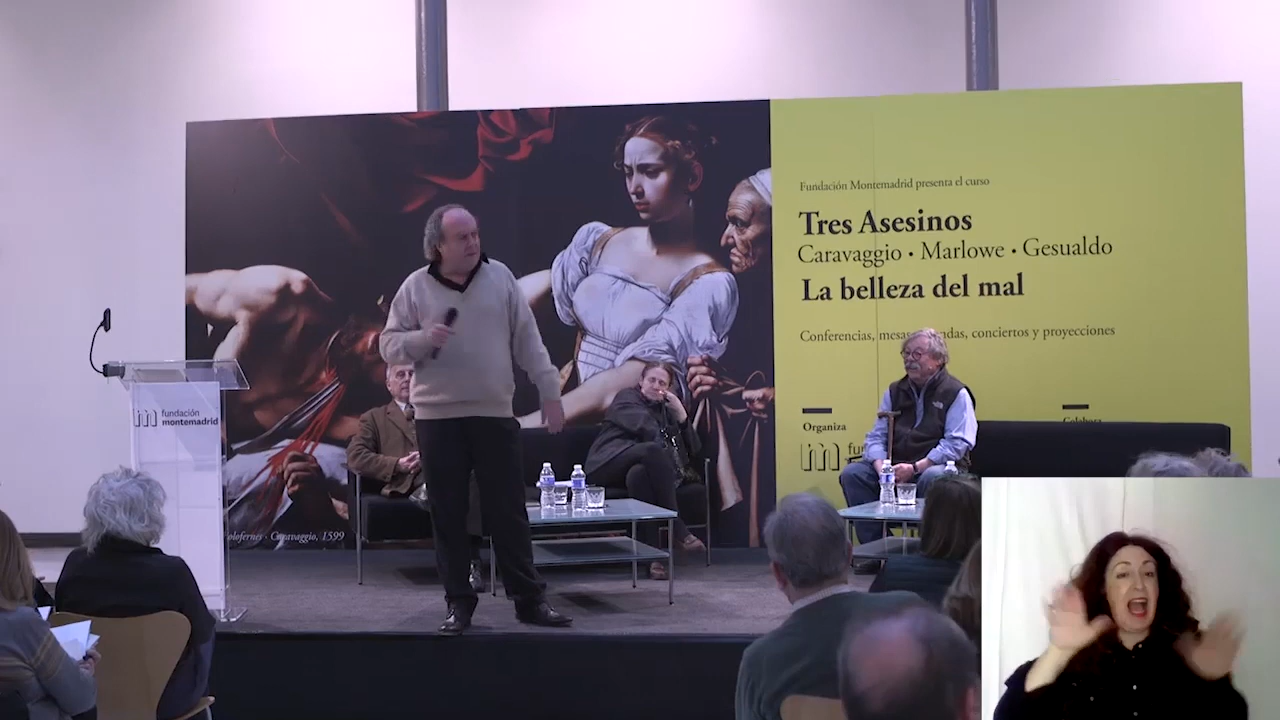 Fundación Montemadrid presenta el curso
Tres Asesinos
Caravaggio • Marlowe • Gesualdo
La belleza del mal
Conferencias, mesas conciertos y proyecciones
Organiza
Colabora
fundación
montemadrid
Caravaggio, 1599